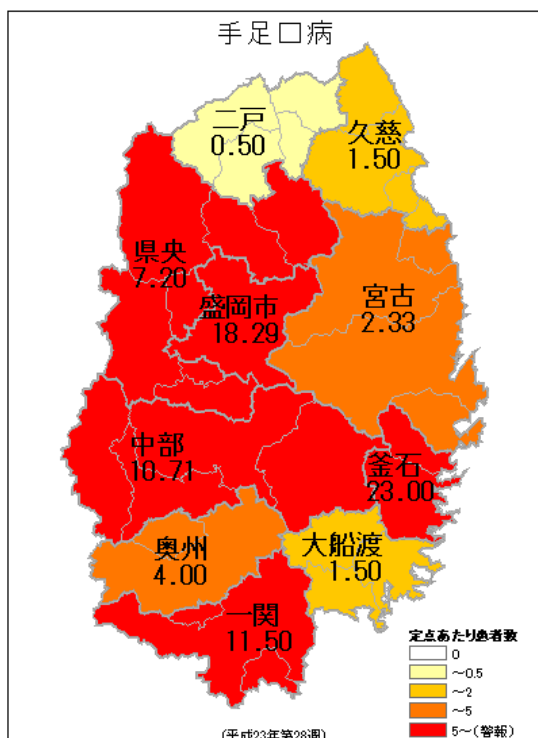 手足口病
二戸
0.50
久慈
1.50
県央
7.20
盛岡市
18.29
宮古
2.33
中部
10.71
釜石
23.00
奥州
4.00
大船渡
1.50
一関
11.50
定点あたり患者数
0
～0.5
～2
～5
5～(警報)
(平成23年第28週)